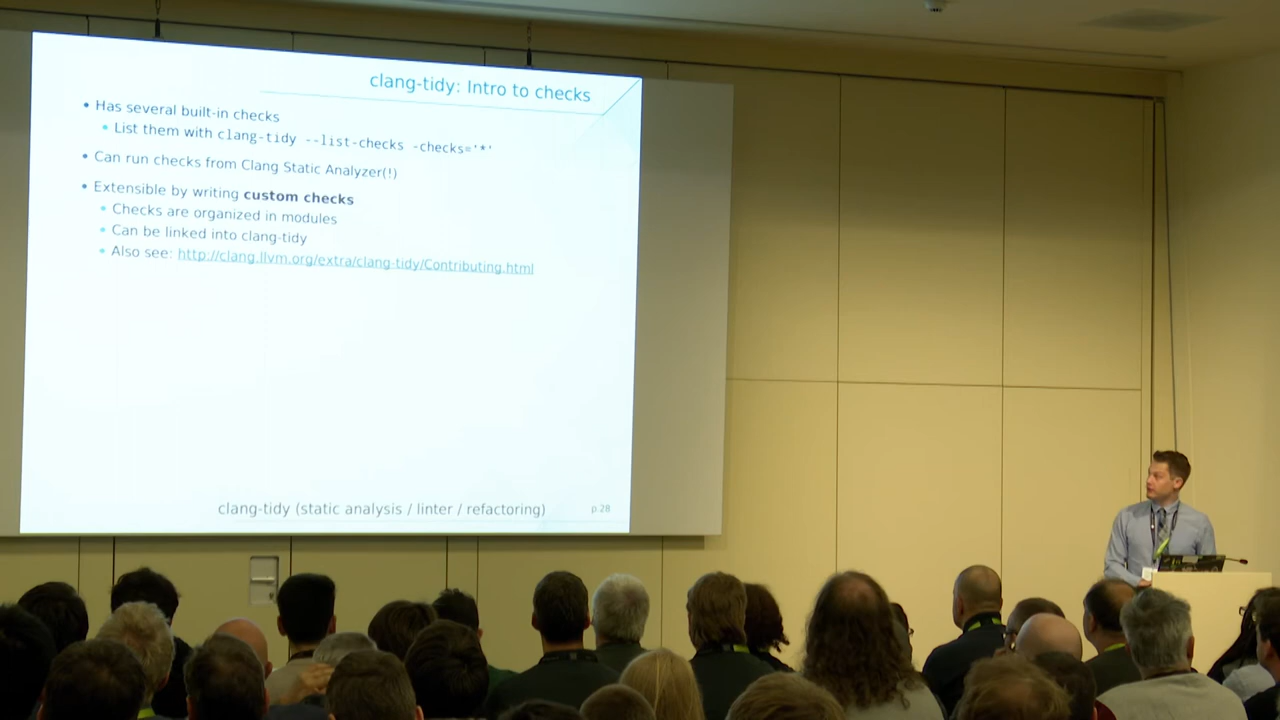 clang-tidy: Intro to checks
• Has several built-in checks
• List them with clang-tidy --list-checks -checks='*'
• Can run checks from Clang Static Analyzer(!)
• Extensible by writing custom checks
• Checks are organized in modules
• Can be linked into clang-tidy
• Also see: http://clang.llvm.org/extra/clang-tidy/Contributing.html
clang-tidy (static analysis / linter / refactoring)
p.28